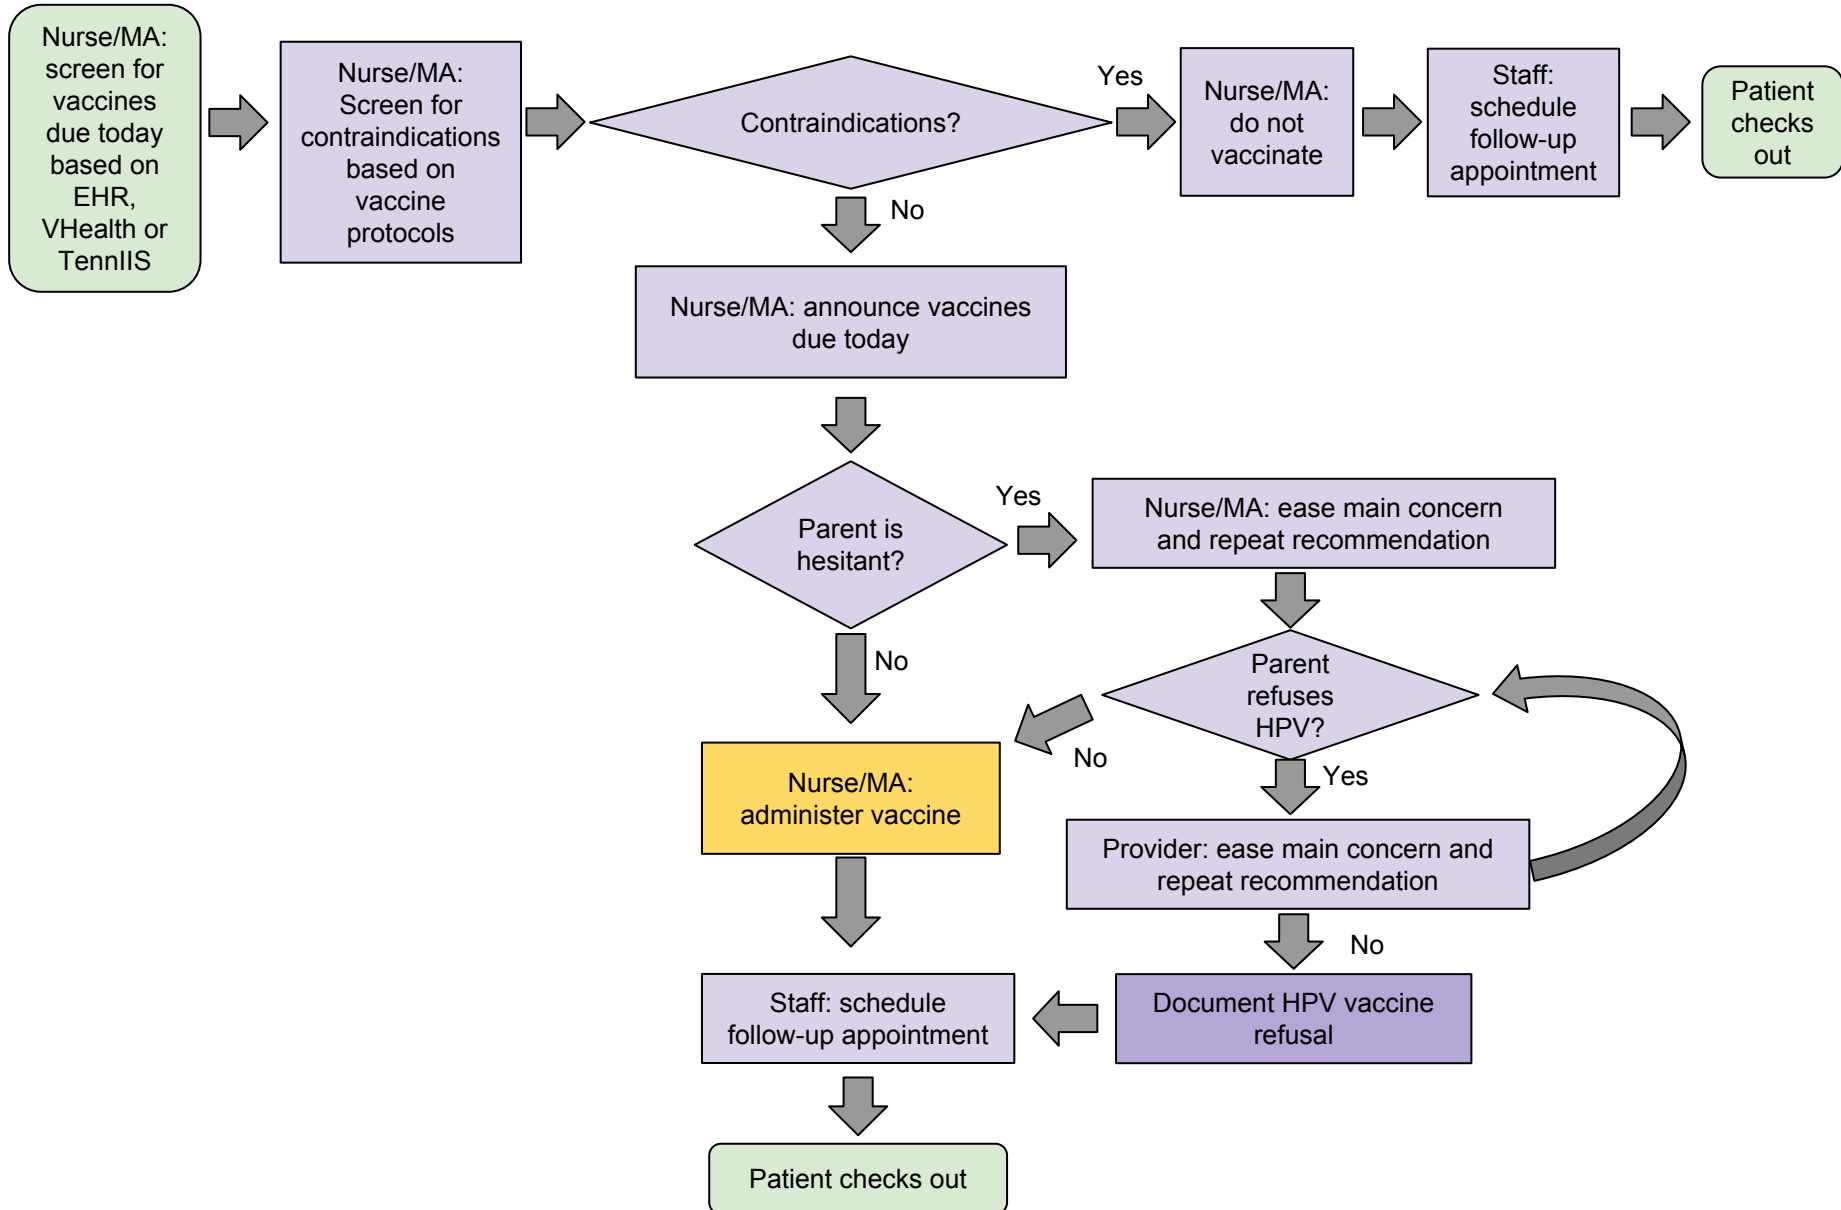 Nurse/MA:
screen for
vaccines
due today
based on
EHR,
VHealth or
TennIIS
Nurse/MA:
Screen for
contraindications
based on
vaccine
protocols
Contraindications?
Yes
Nurse/MA:
do not
vaccinate
Staff:
schedule
follow-up
appointment
Patient
checks
out
No
Nurse/MA: announce vaccines
due today
Parent is
hesitant?
Yes
Nurse/MA: ease main concern
and repeat recommendation
No
Parent
refuses
HPV?
No
Yes
Nurse/MA:
administer vaccine
Provider: ease main concern and
repeat recommendation
No
Staff: schedule
follow-up appointment
Document HPV vaccine
refusal
Patient checks out